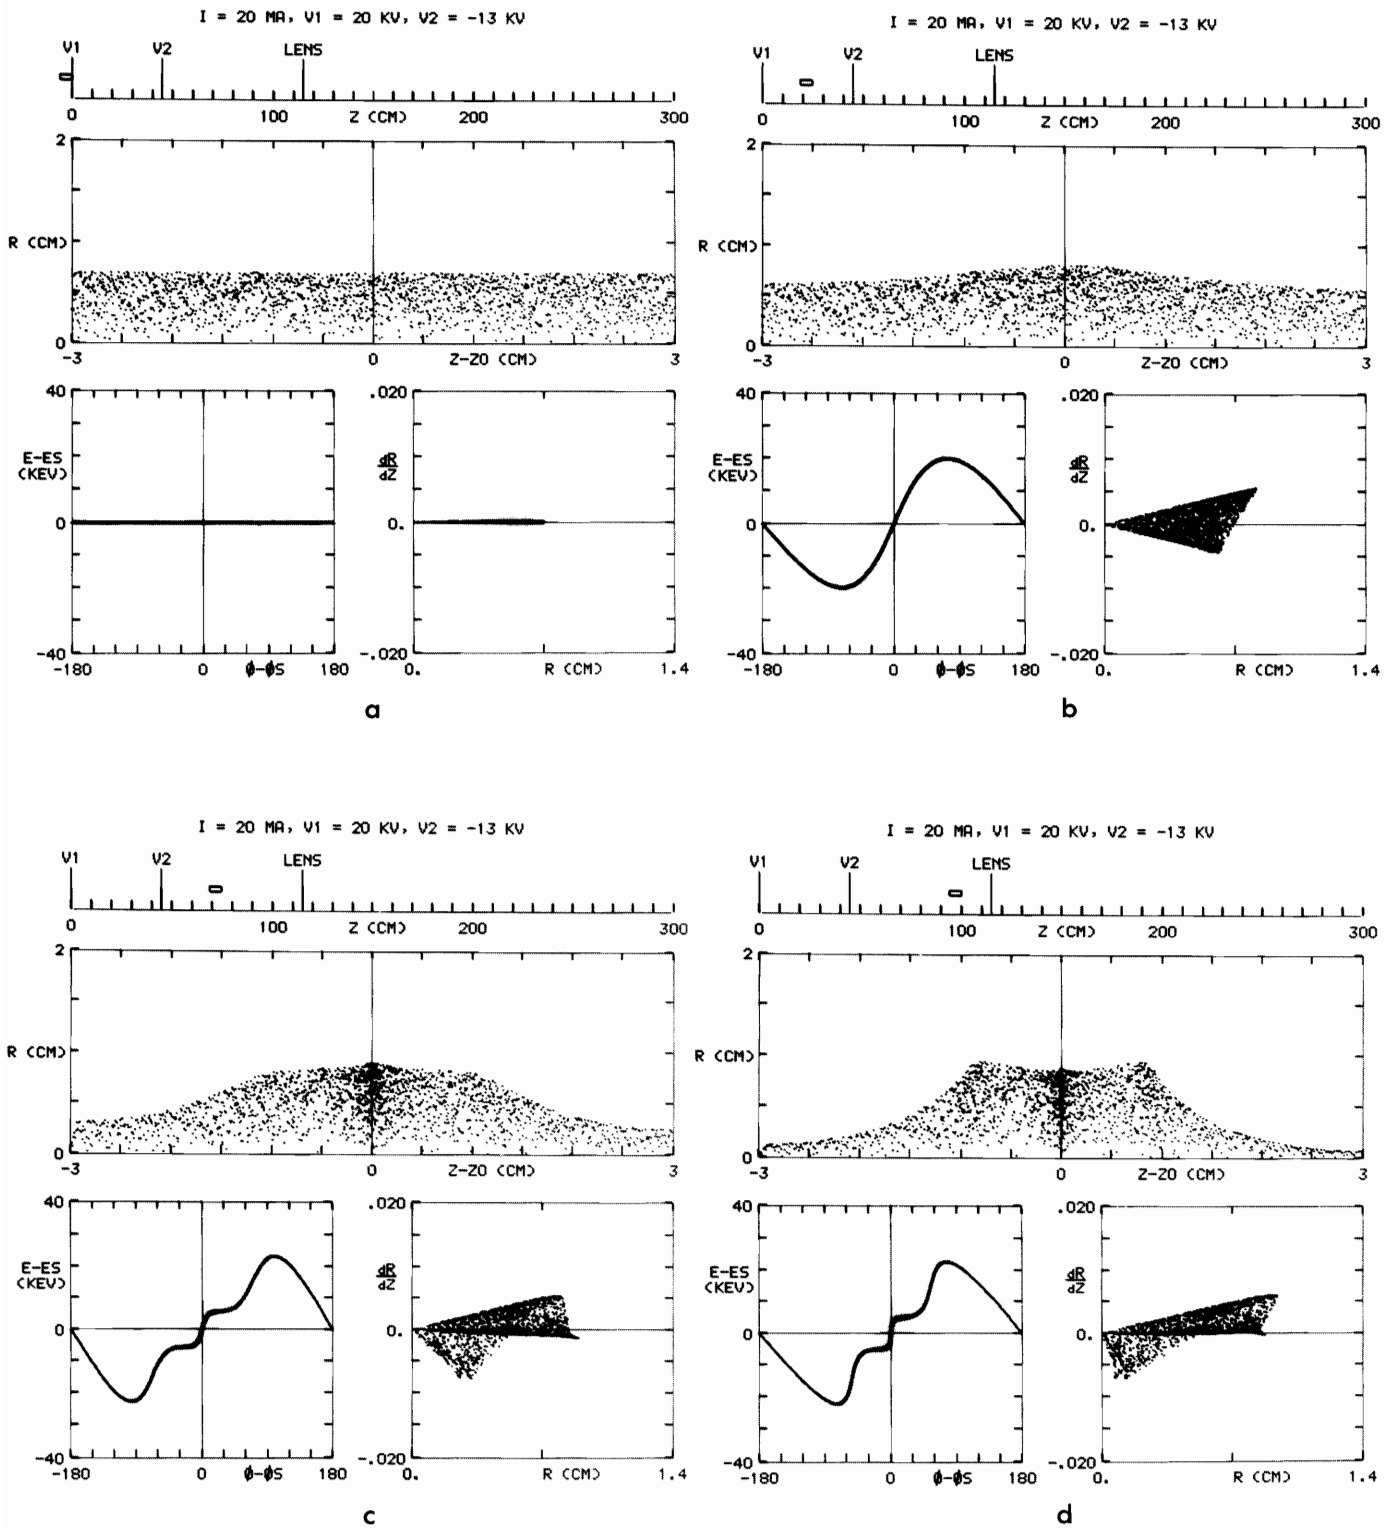 I = 20 MA, V1 = 20 KV, V2 = -13 KV
V1 V2 LENS
0 100 Z (CM) 200 300
2
R (CM)
0
-3 0 Z-Z0 (CM) 3
40
E-ES
(KEV)
0
-40
-180 0 ϕ-ϕS 180
.020
dR
dZ
0.
-.020
0. R (CM) 1.4
a
I = 20 MA, V1 = 20 KV, V2 = -13 KV
V1 V2 LENS
0 100 Z (CM) 200 300
2
R (CM)
0
-3 0 Z-Z0 (CM) 3
40
E-ES
(KEV)
0
-40
-180 0 ϕ-ϕS 180
.020
dR
dZ
0.
-.020
0. R (CM) 1.4
b
I = 20 MA, V1 = 20 KV, V2 = -13 KV
V1 V2 LENS
0 100 Z (CM) 200 300
2
R (CM)
0
-3 0 Z-Z0 (CM) 3
40
E-ES
(KEV)
0
-40
-180 0 ϕ-ϕS 180
.020
dR
dZ
0.
-.020
0. R (CM) 1.4
c
I = 20 MA, V1 = 20 KV, V2 = -13 KV
V1 V2 LENS
0 100 Z (CM) 200 300
2
R (CM)
0
-3 0 Z-Z0 (CM) 3
40
E-ES
(KEV)
0
-40
-180 0 ϕ-ϕS 180
.020
dR
dZ
0.
-.020
0. R (CM) 1.4
d